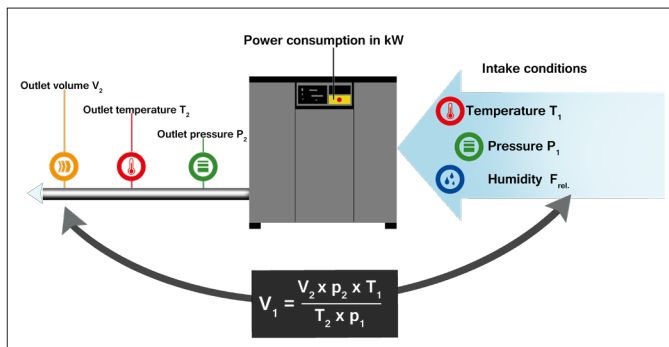 Power consumption in kW
Intake conditions
Outlet volume V₂
Outlet temperature T₂
Outlet pressure P₂
Temperature T₁
Pressure P₁
Humidity F rel.
V₁ = V₂ x p₂ x T₁ / T₂ x p₁